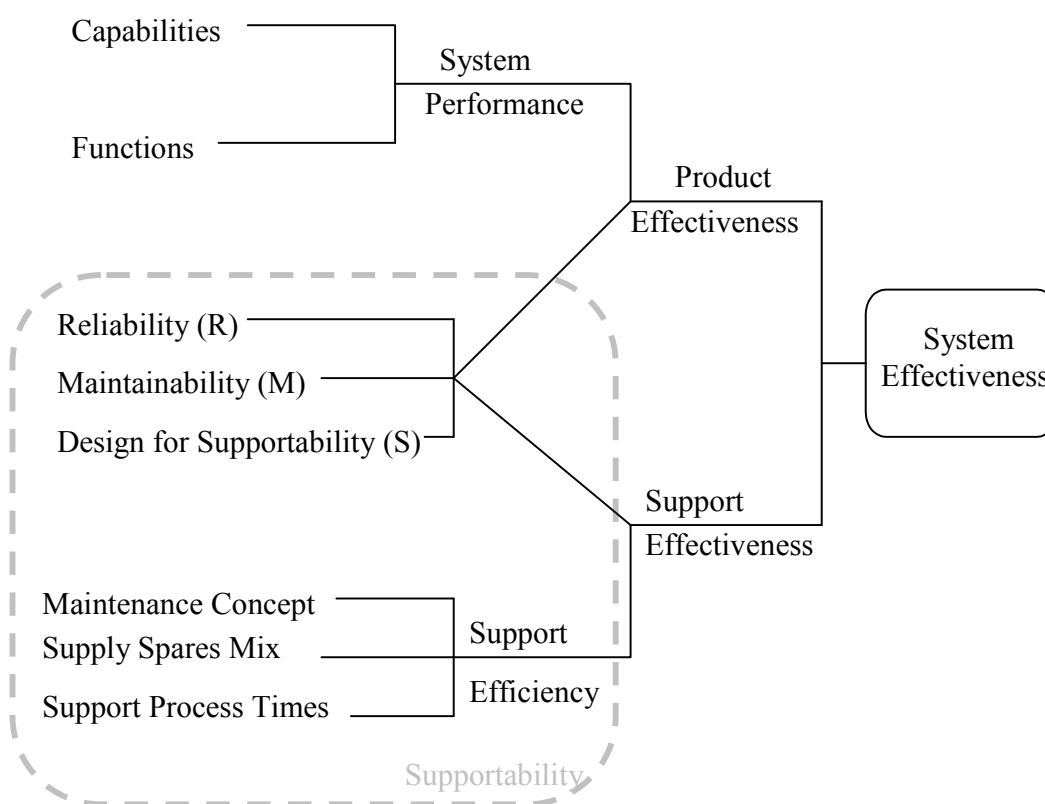 Capabilities
System
Performance
Functions
Product
Effectiveness
Reliability (R)
Maintainability (M)
Design for Supportability (S)
System
Effectiveness
Support
Effectiveness
Maintenance Concept
Supply Spares Mix
Support Process Times
Support
Efficiency
Supportability